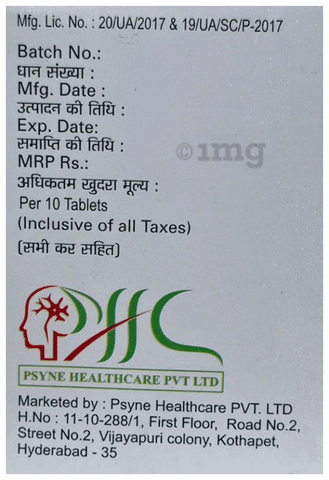 Mfg. Lic. No. : 20/UA/2017 & 19/UA/SC/P-2017
Batch No.:
धान संख्या :
Mfg. Date :
उत्पादन की तिथि :
Exp. Date:
समाप्ति की तिथि :
MRP Rs.:
अधिकतम खुदरा मूल्य :
Per 10 Tablets
(Inclusive of all Taxes)
(सभी कर सहित)
©1mg
PHC
PSYNE HEALTHCARE PVT LTD
Marketed by : Psyne Healthcare PVT. LTD
H.No : 11-10-288/1, First Floor, Road No.2,
Street No.2, Vijayapuri colony, Kothapet,
Hyderabad - 35